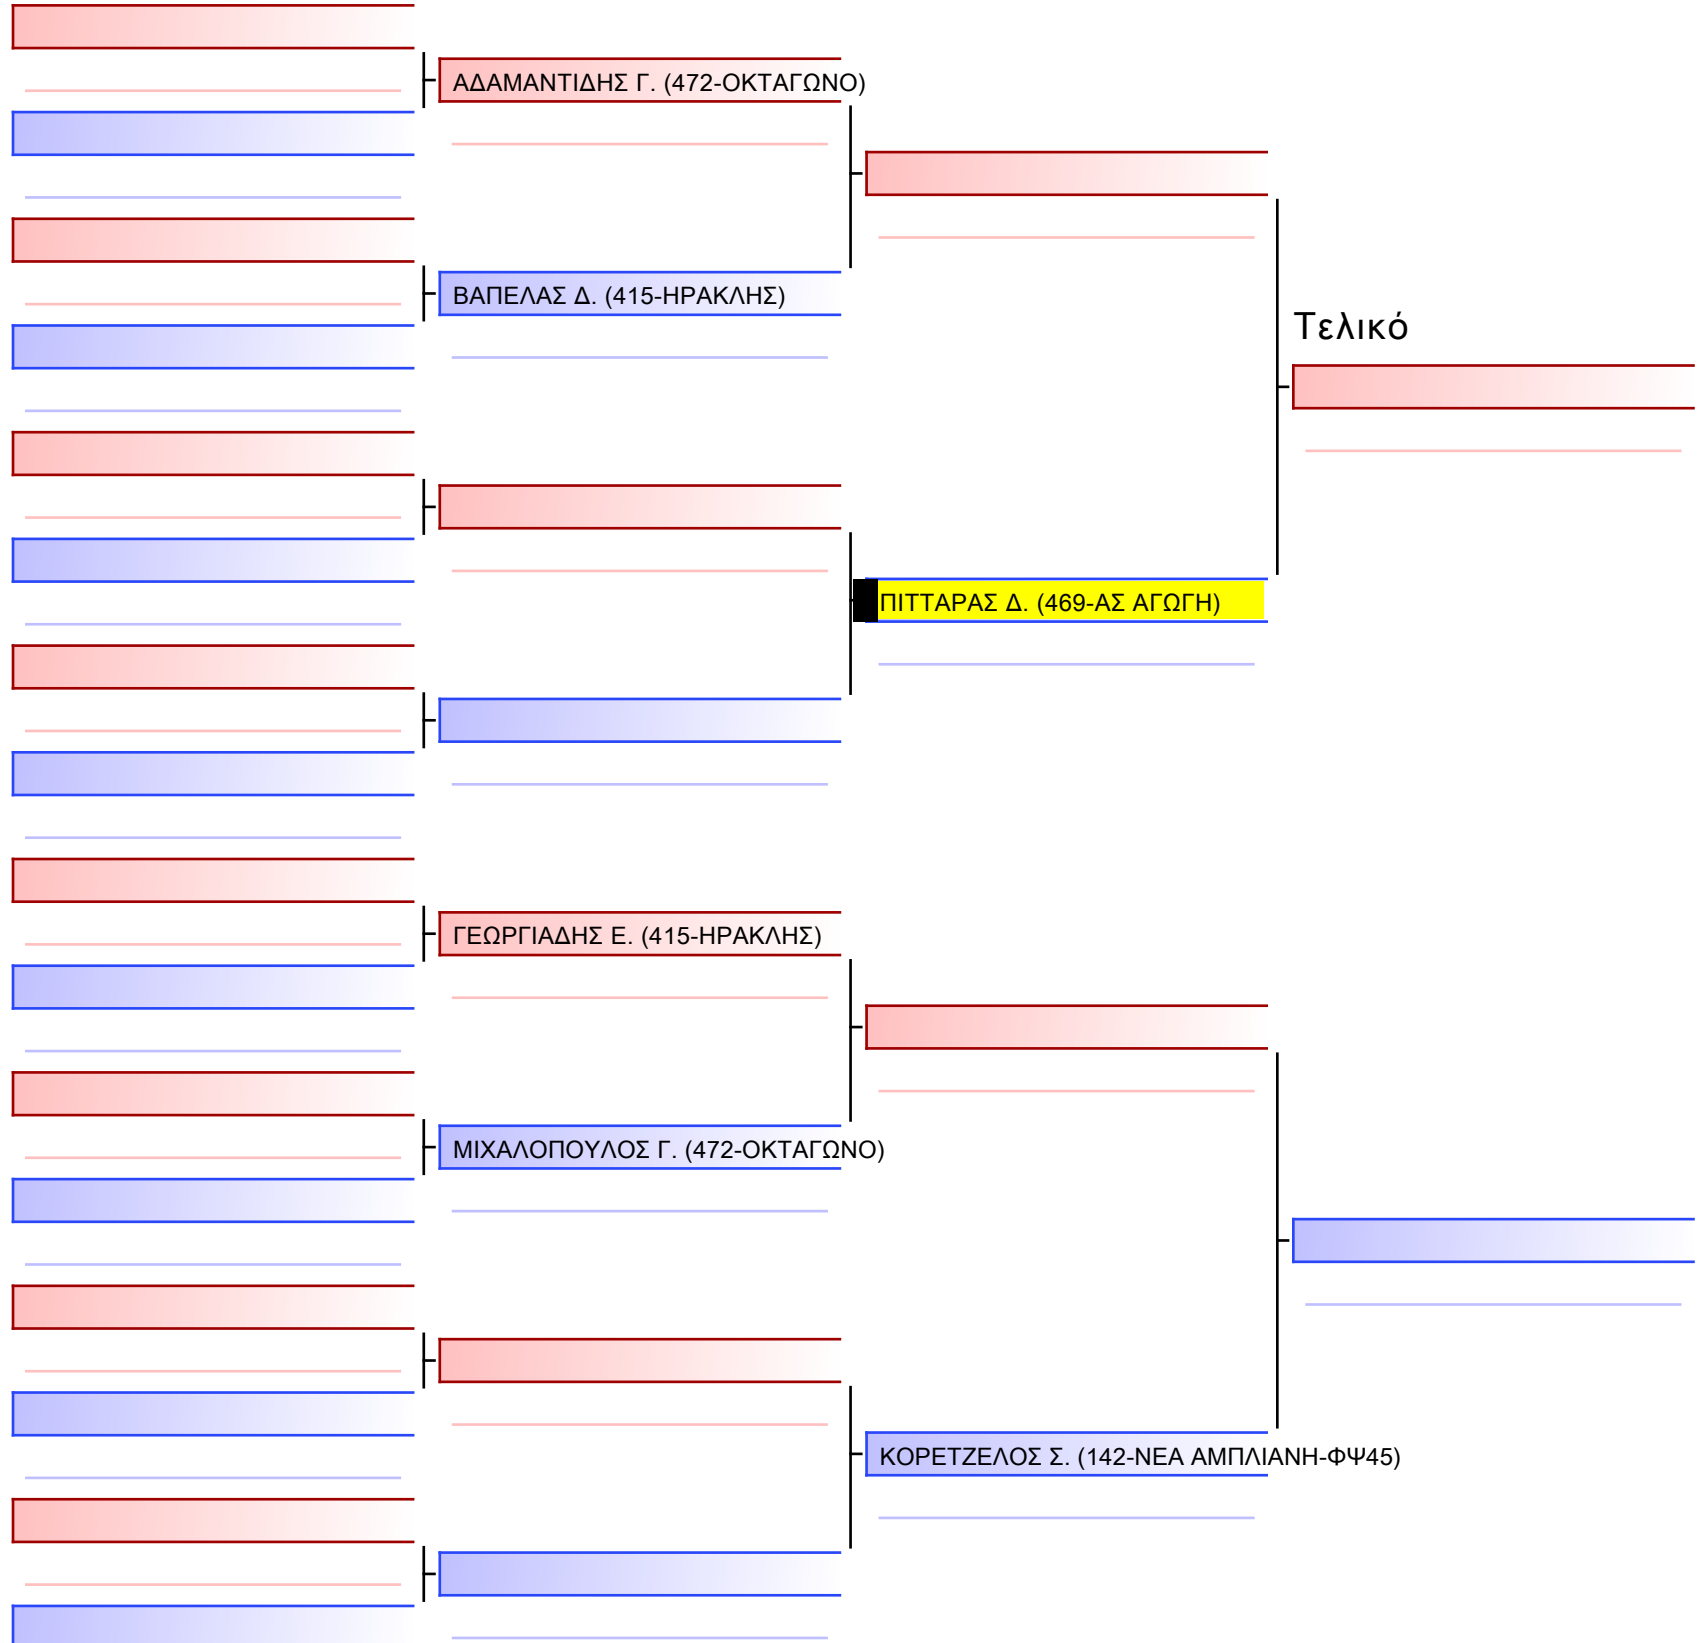 ΑΔΑΜΑΝΤΙΔΗΣ Γ. (472-ΟΚΤΑΓΩΝΟ)
ΒΑΠΕΛΑΣ Δ. (415-ΗΡΑΚΛΗΣ)
Τελικό
ΠΙΤΤΑΡΑΣ Δ. (469-ΑΣ ΑΓΩΓΗ)
ΓΕΩΡΓΙΑΔΗΣ Ε. (415-ΗΡΑΚΛΗΣ)
ΜΙΧΑΛΟΠΟΥΛΟΣ Γ. (472-ΟΚΤΑΓΩΝΟ)
ΚΟΡΕΤΖΕΛΟΣ Σ. (142-ΝΕΑ ΑΜΠΛΙΑΝΗ-ΦΨ45)